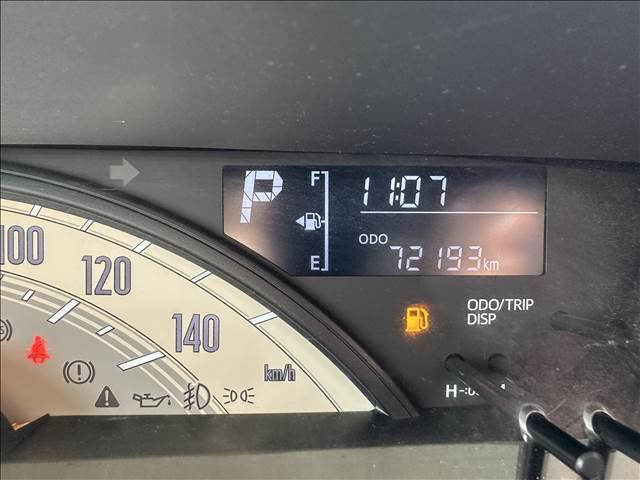 P
F
11:07
E
ODO
72193km
ODO/TRIP
DISP
H
100
120
140
km/h